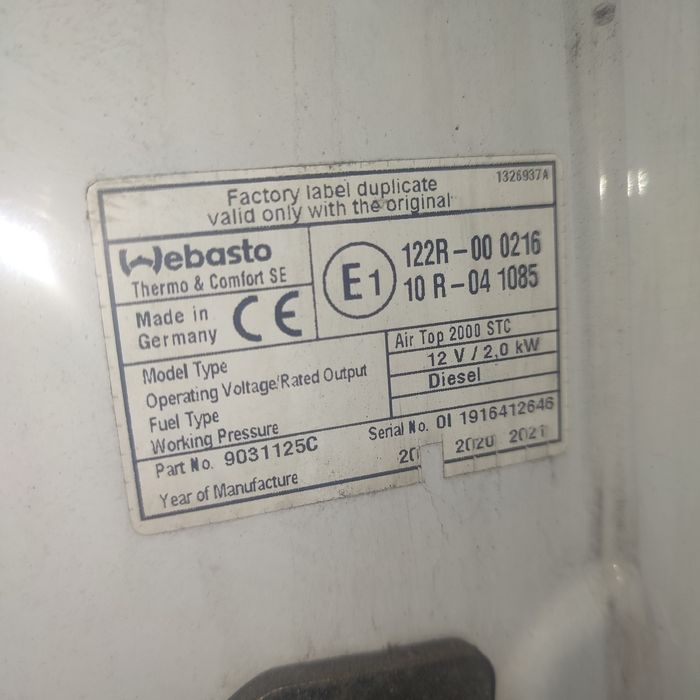 Factory label duplicate
valid only with the original
1326937A
Webasto
Thermo & Comfort SE
Made in
Germany
CE
E1
122R-00 0216
10 R-04 1085
Model Type
Air Top 2000 STC
Operating Voltage/Rated Output
12 V / 2,0 kW
Fuel Type
Diesel
Working Pressure
Part No. 9031125C
Serial No. 0I 1916412646
Year of Manufacture
2020 2021